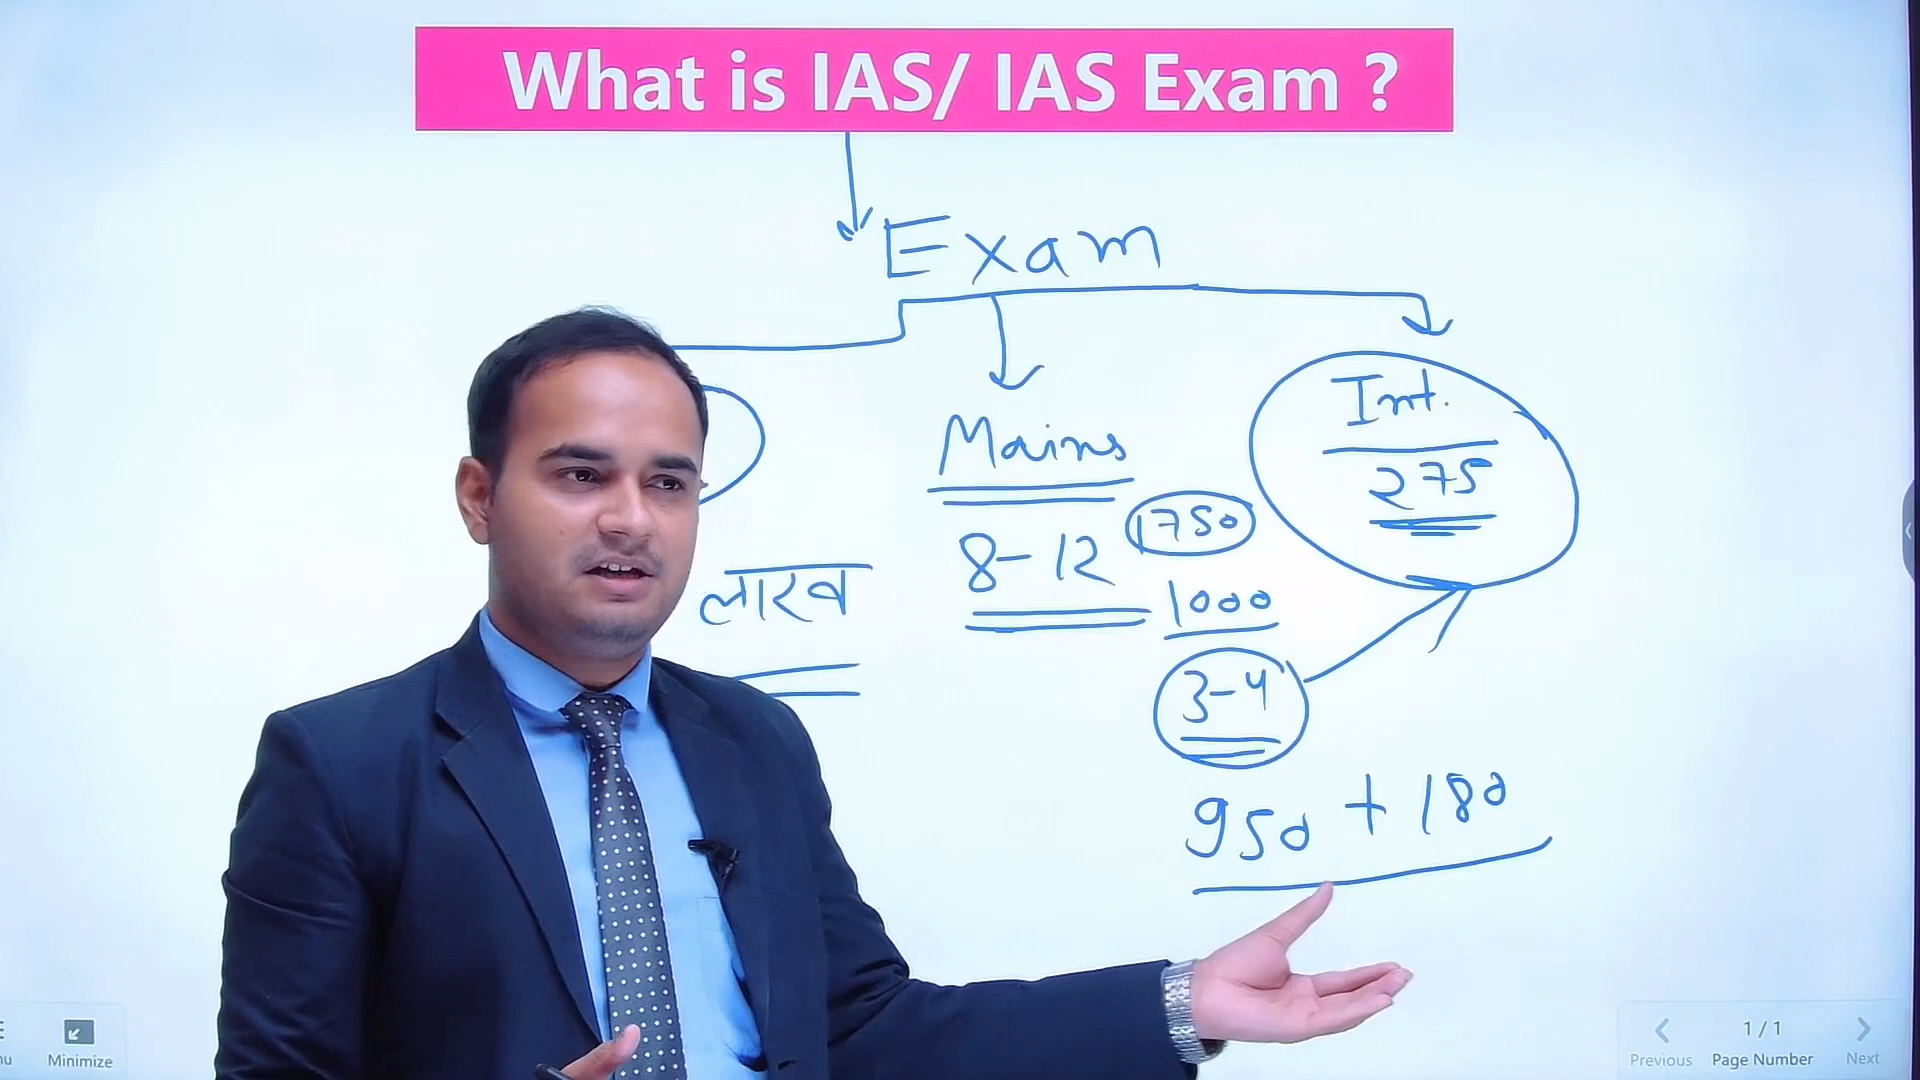 What is IAS/ IAS Exam ?
Exam
Mains
Int.
275
8-12
1750
लाख
1000
3-4
950 + 180
Minimize
1 / 1
Previous
Page Number
Next